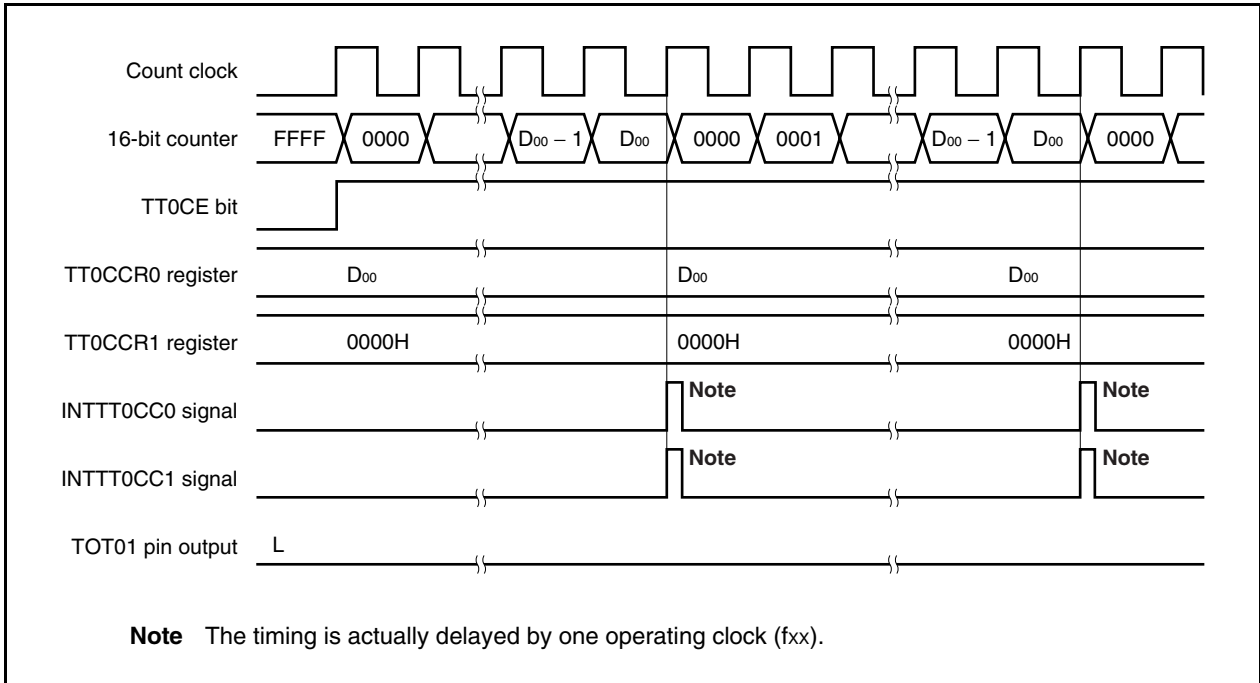 Count clock
16-bit counter FFFF 0000 D00 − 1 D00 0000 0001 D00 − 1 D00 0000
TT0CE bit
TT0CCR0 register D00 D00 D00
TT0CCR1 register 0000H 0000H 0000H
INTTT0CC0 signal Note Note
INTTT0CC1 signal Note Note
TOT01 pin output L
Note The timing is actually delayed by one operating clock (fxx).